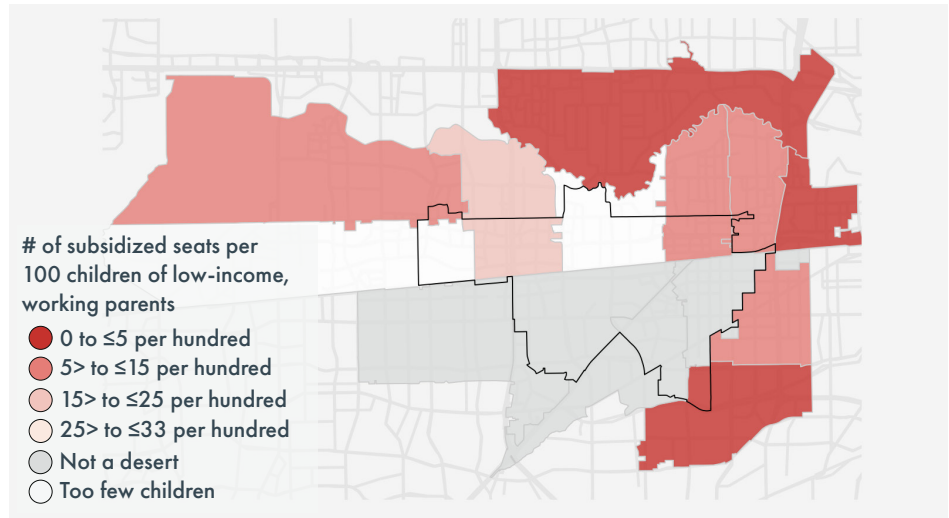 # of subsidized seats per
100 children of low-income,
working parents
0 to ≤5 per hundred
5> to ≤15 per hundred
15> to ≤25 per hundred
25> to ≤33 per hundred
Not a desert
Too few children